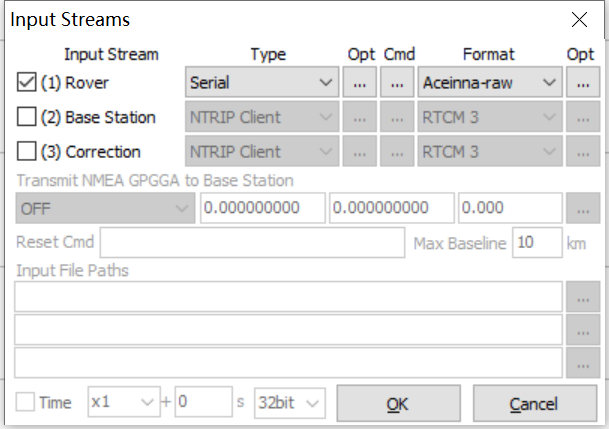 Input Streams
Input Stream Type Opt Cmd Format Opt
(1) Rover Serial ... ... Aceinna-raw ...
(2) Base Station NTRIP Client ... ... RTCM 3 ...
(3) Correction NTRIP Client ... ... RTCM 3 ...
Transmit NMEA GPGGA to Base Station
OFF 0.000000000 0.000000000 0.000 ...
Reset Cmd Max Baseline 10 km
Input File Paths
...
...
...
Time x1 + 0 s 32bit OK Cancel